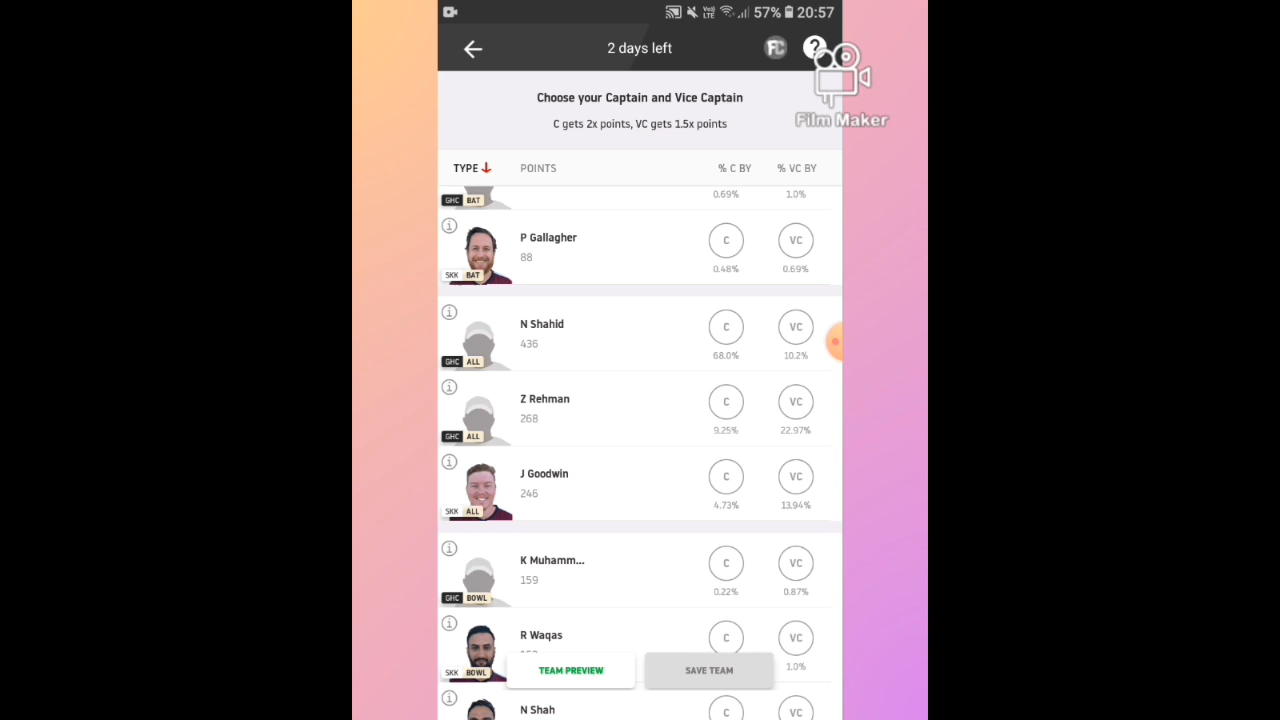 VoD LTE 57% 20:57
2 days left
FC ?
Film Maker
Choose your Captain and Vice Captain
C gets 2x points, VC gets 1.5x points
TYPE POINTS % C BY % VC BY
GHC BAT 0.69% 1.0%
P Gallagher
88
C VC
SKK BAT 0.48% 0.69%
N Shahid
436
C VC
GHC ALL 68.0% 10.2%
Z Rehman
268
C VC
GHC ALL 9.25% 22.97%
J Goodwin
246
C VC
SKK ALL 4.73% 13.94%
K Muhamm...
159
C VC
GHC BOWL 0.22% 0.87%
R Waqas
C VC
SKK BOWL 1.0%
TEAM PREVIEW SAVE TEAM
N Shah
C VC